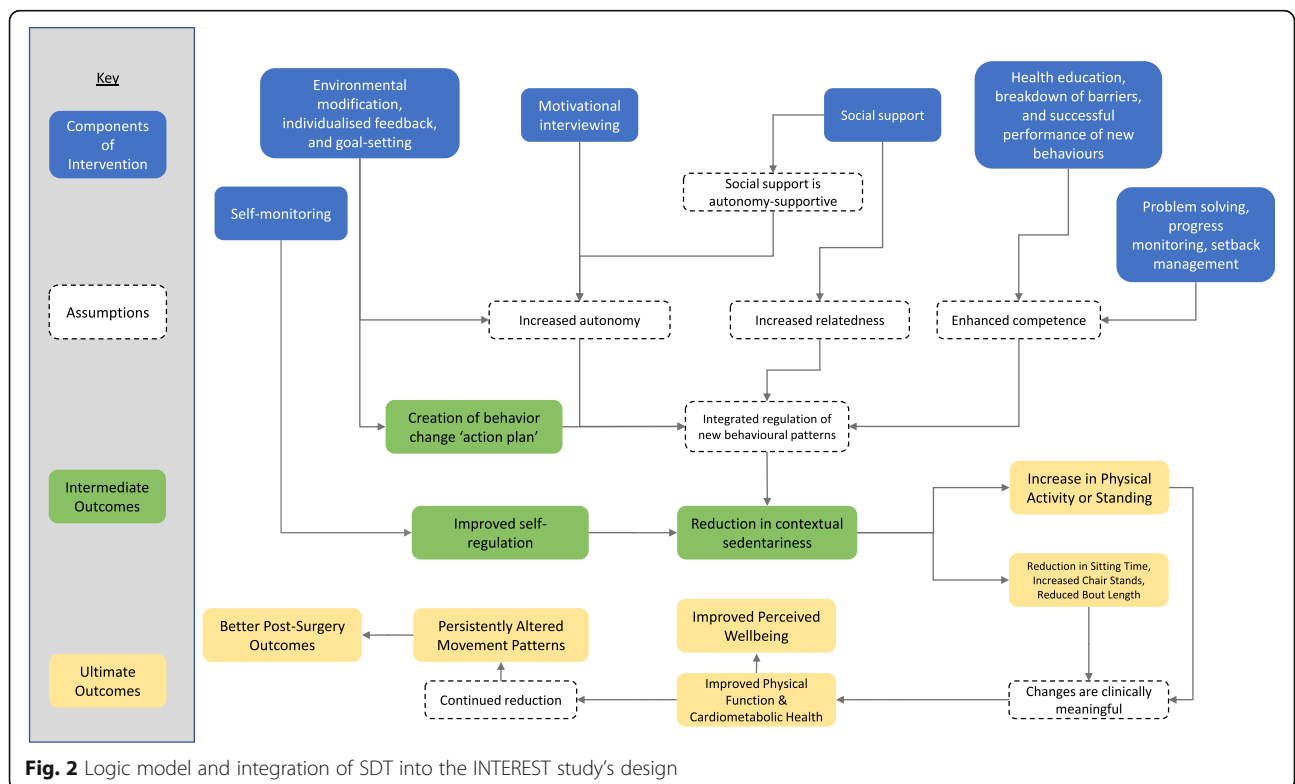 Key
Components
of
Intervention
Assumptions
Intermediate
Outcomes
Ultimate
Outcomes
Environmental
modification,
individualised feedback,
and goal-setting
Motivational
interviewing
Social support
Health education,
breakdown of barriers,
and successful
performance of new
behaviours
Self-monitoring
Social support is
autonomy-supportive
Problem solving,
progress
monitoring, setback
management
Increased autonomy
Increased relatedness
Enhanced competence
Creation of behavior
change ‘action plan’
Integrated regulation of
new behavioural patterns
Improved self-
regulation
Reduction in contextual
sedentariness
Increase in Physical
Activity or Standing
Reduction in Sitting Time,
Increased Chair Stands,
Reduced Bout Length
Better Post-Surgery
Outcomes
Persistently Altered
Movement Patterns
Improved Perceived
Wellbeing
Continued reduction
Improved Physical
Function &
Cardiometabolic Health
Changes are clinically
meaningful
Fig. 2 Logic model and integration of SDT into the INTEREST study’s design